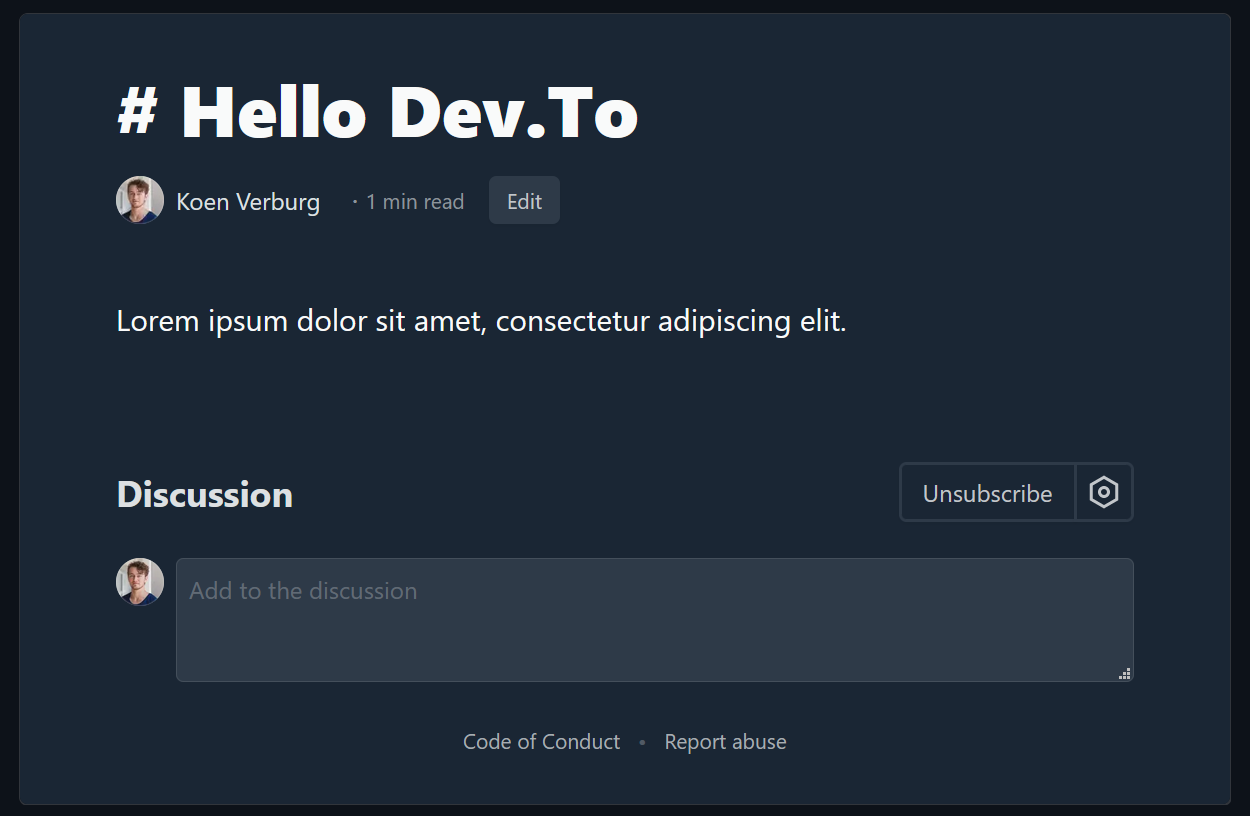 # Hello Dev.To
Koen Verburg · 1 min read Edit
Lorem ipsum dolor sit amet, consectetur adipiscing elit.
Discussion Unsubscribe
Add to the discussion
Code of Conduct • Report abuse